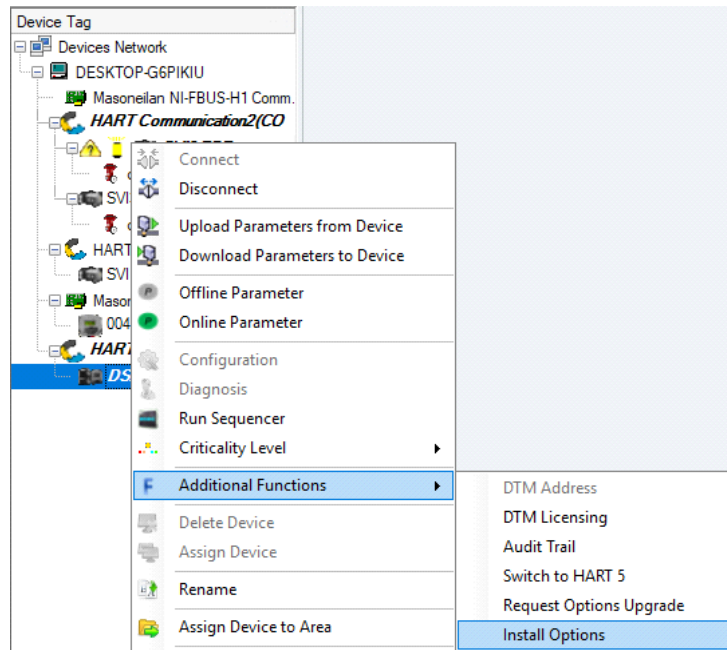 Device Tag
Devices Network
DESKTOP-G6PIKIU
Masoneilan NI-FBUS-H1 Comm.
HART Communication2(CO
SVI
HART
SVI
Mason
004
HART
DS
Connect
Disconnect
Upload Parameters from Device
Download Parameters to Device
Offline Parameter
Online Parameter
Configuration
Diagnosis
Run Sequencer
Criticality Level
Additional Functions
Delete Device
Assign Device
Rename
Assign Device to Area
DTM Address
DTM Licensing
Audit Trail
Switch to HART 5
Request Options Upgrade
Install Options